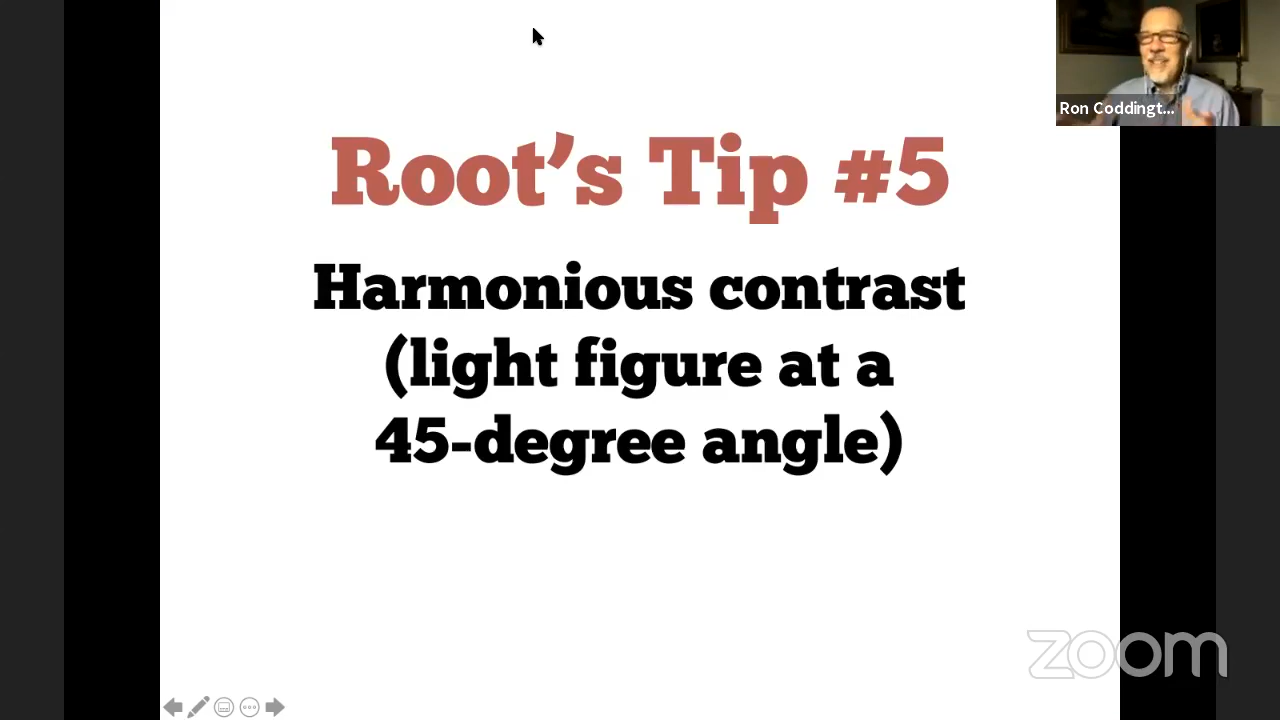 Root’s Tip #5
Harmonious contrast
(light figure at a
45-degree angle)
Ron Coddingt...
zoom